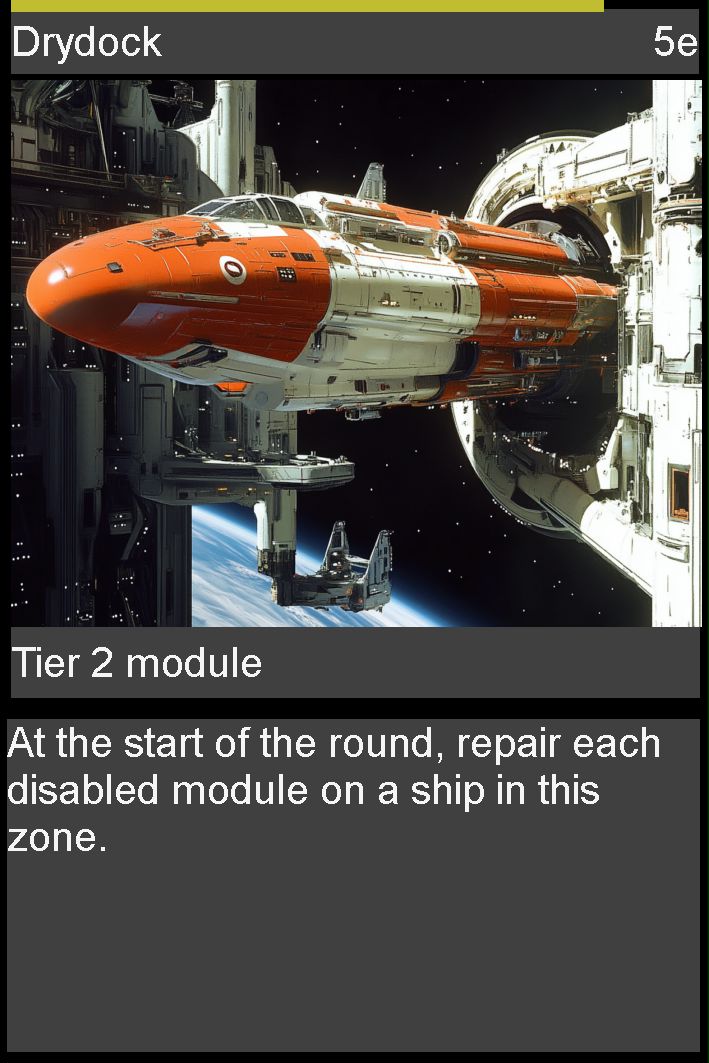 Drydock 5e
Tier 2 module
At the start of the round, repair each
disabled module on a ship in this
zone.